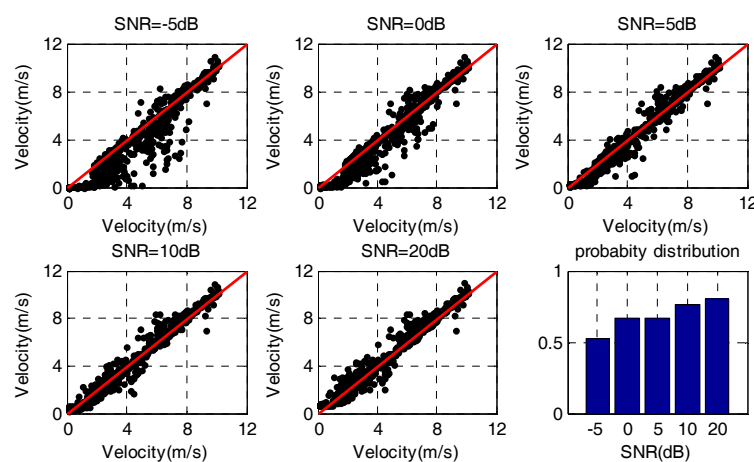 SNR=-5dB
12
8
4
0
Velocity(m/s)
0 4 8 12
Velocity(m/s)
SNR=0dB
12
8
4
0
Velocity(m/s)
0 4 8 12
Velocity(m/s)
SNR=5dB
12
8
4
0
Velocity(m/s)
0 4 8 12
Velocity(m/s)
SNR=10dB
12
8
4
0
Velocity(m/s)
0 4 8 12
Velocity(m/s)
SNR=20dB
12
8
4
0
Velocity(m/s)
0 4 8 12
Velocity(m/s)
probabity distribution
1
0.5
0
-5 0 5 10 20
SNR(dB)